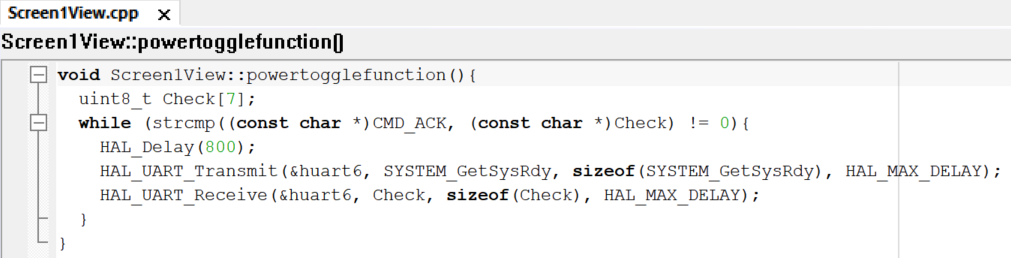 Screen1View.cpp
Screen1View::powertogglefunction()
void Screen1View::powertogglefunction(){
uint8_t Check[7];
while (strcmp((const char *)CMD_ACK, (const char *)Check) != 0){
HAL_Delay(800);
HAL_UART_Transmit(&huart6, SYSTEM_GetSysRdy, sizeof(SYSTEM_GetSysRdy), HAL_MAX_DELAY);
HAL_UART_Receive(&huart6, Check, sizeof(Check), HAL_MAX_DELAY);
}
}